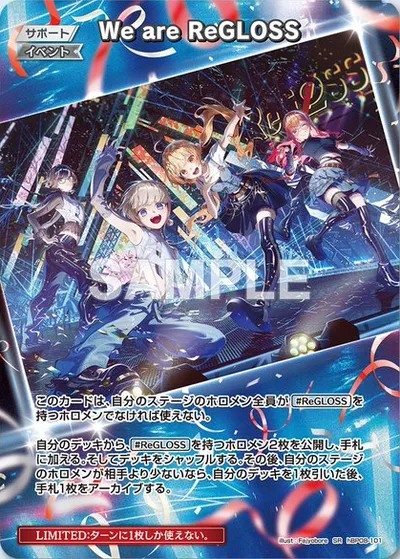 We are ReGLOSS
サポート
イベント
SAMPLE
このカードは、自分のステージのホロメン全員が #ReGLOSS を
持つホロメンでなければ使えない。
自分のデッキから、#ReGLOSS を持つホロメン2枚を公開し、手札
に加える。そしてデッキをシャッフルする。その後、自分のステージ
のホロメンが相手より少ないなら、自分のデッキを1枚引いた後、
手札1枚をアーカイブする。
LIMITED:ターンに1枚しか使えない。
SR hBP08-101